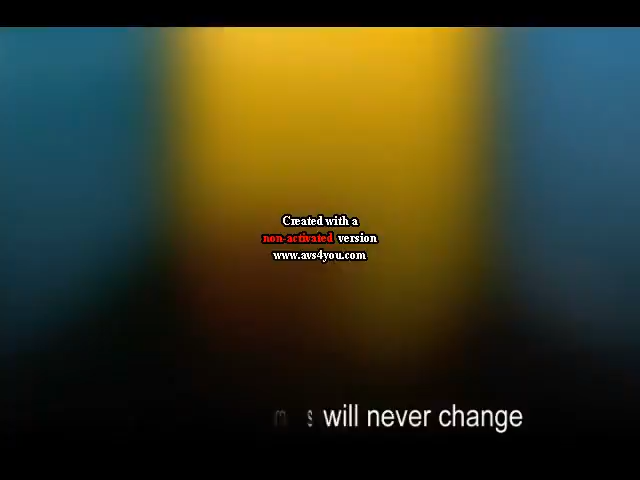 Created with a
non-activated version
www.avs4you.com
will never change